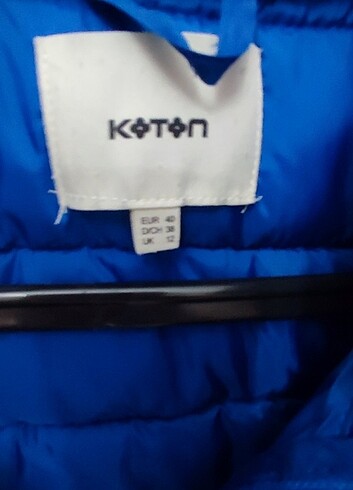 KOTON
EUR 40
D/CH 38
UK 12